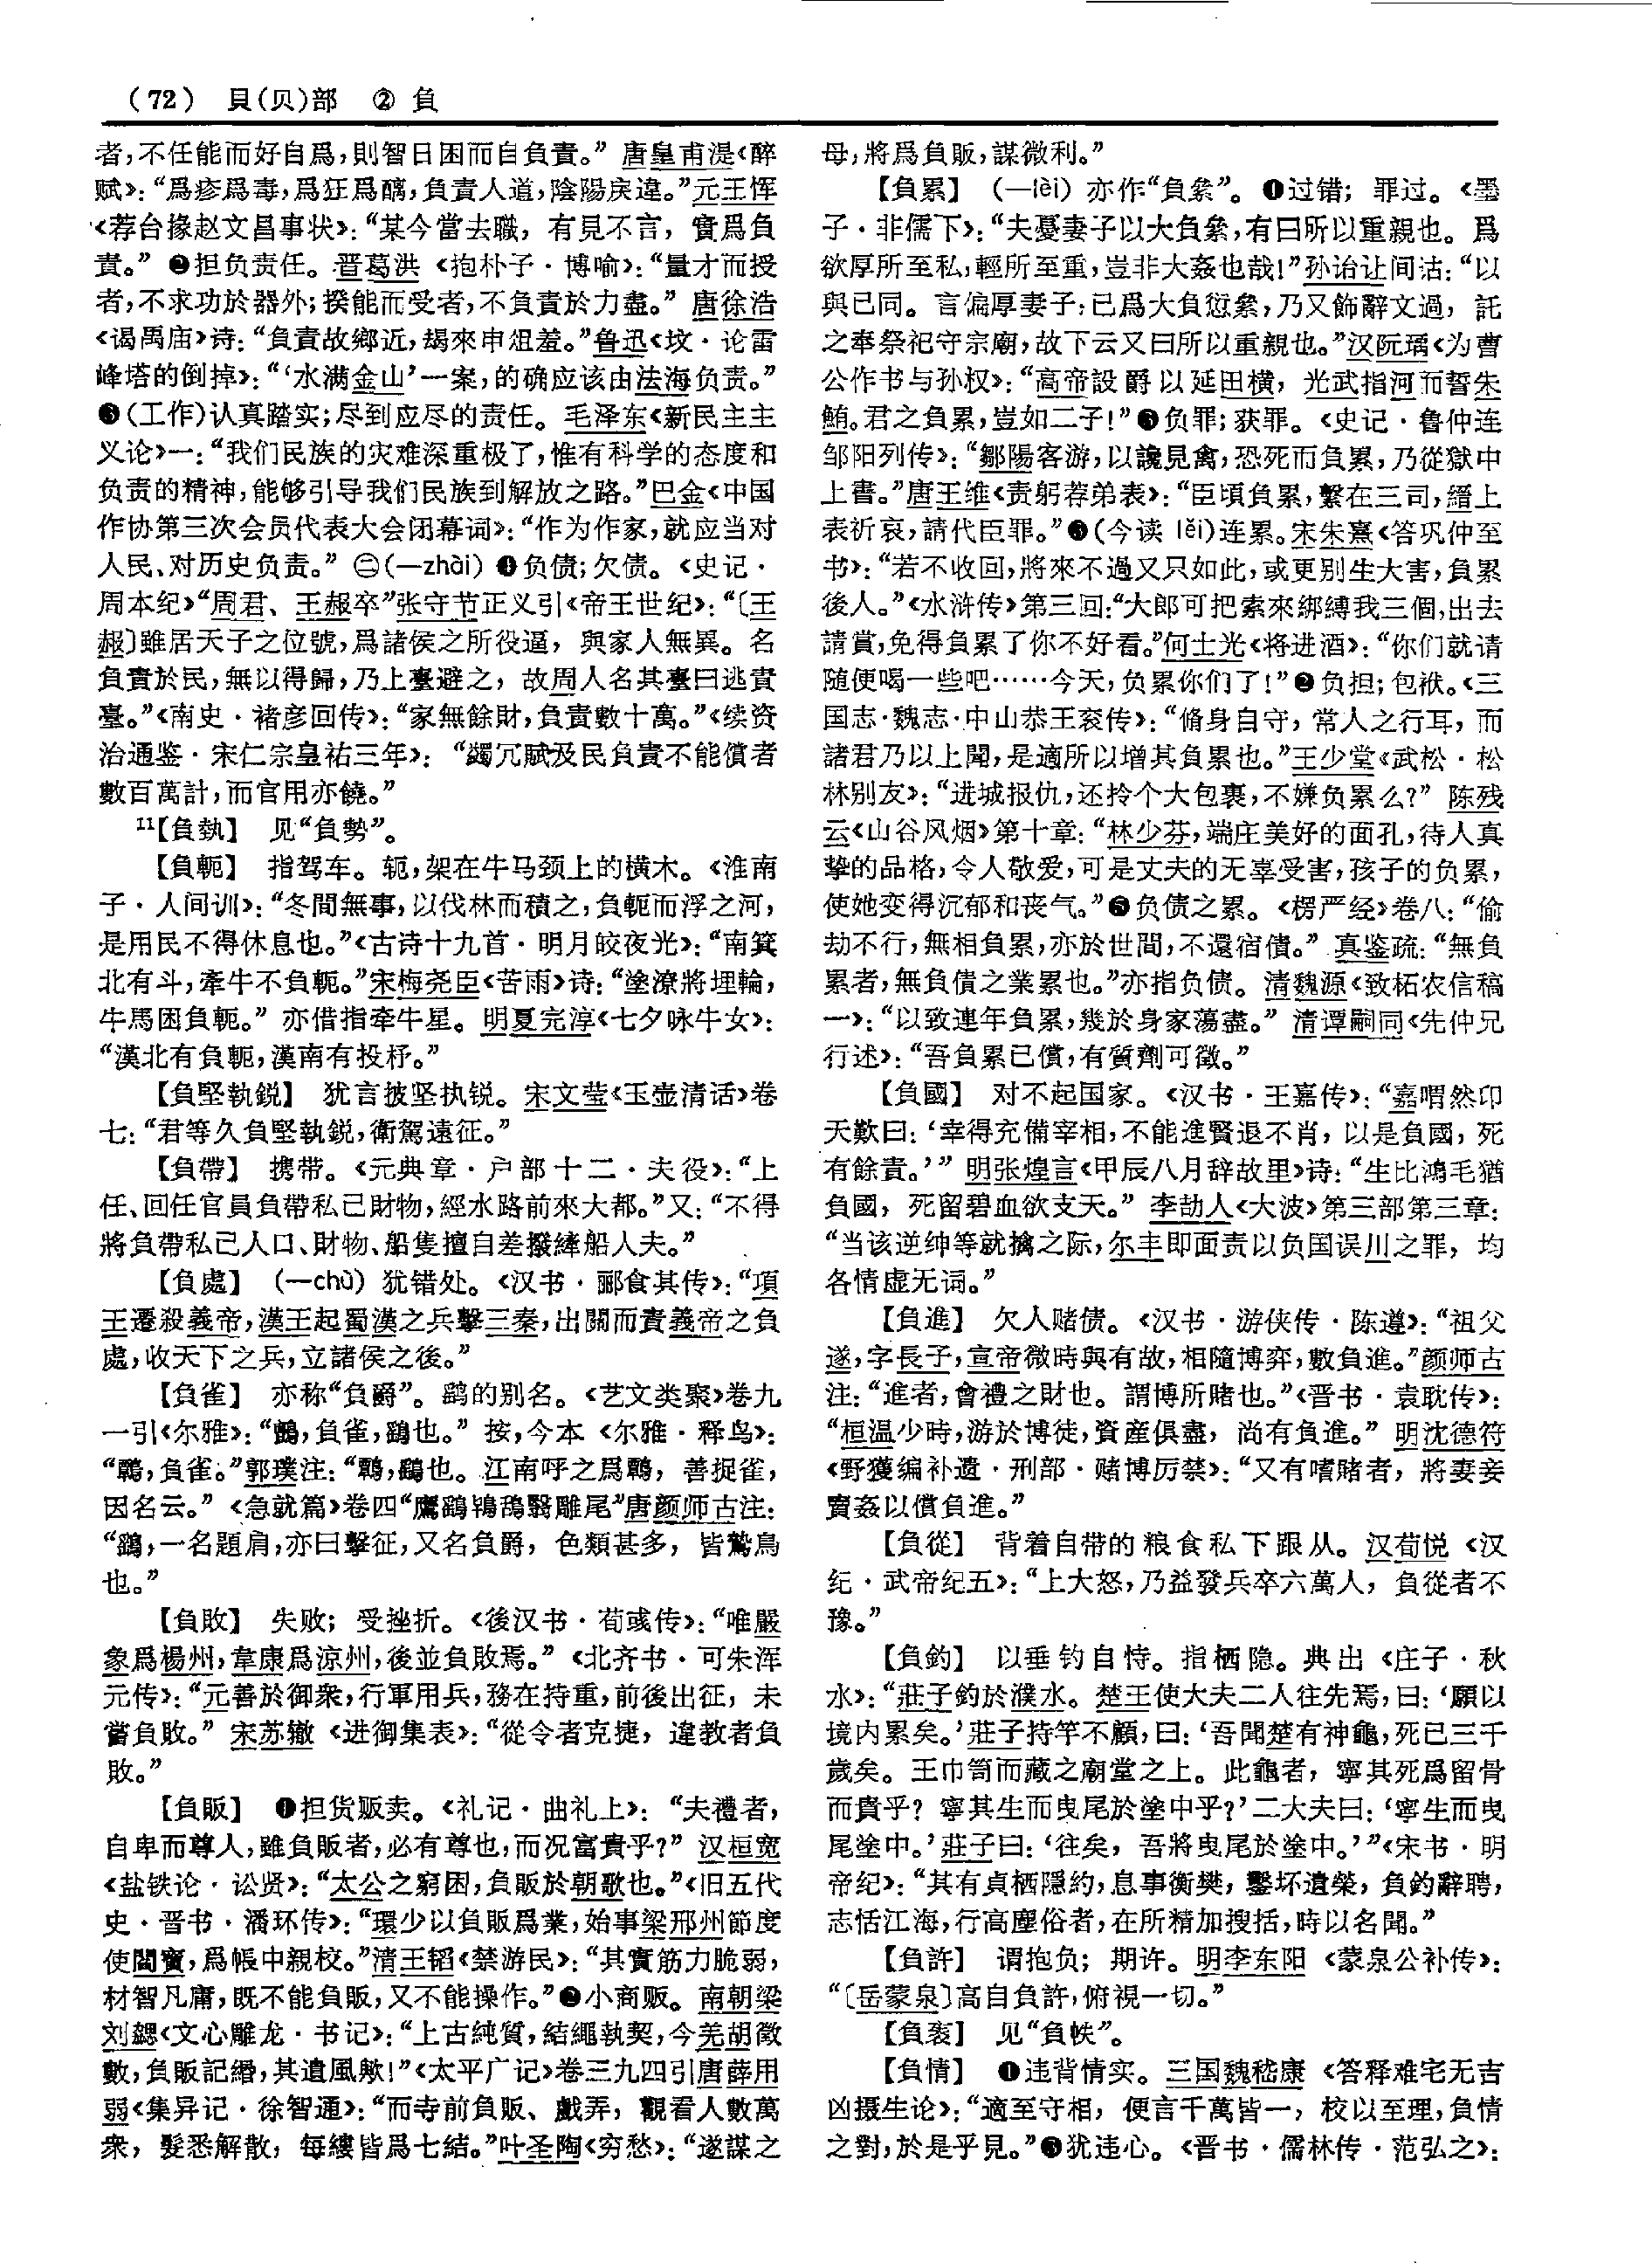 （72） 貝(贝)部 ② 負
者，不任能而好自爲，則智日困而自負責。” 唐皇甫湜《醉
赋》：“爲疹爲毒，爲狂爲酗，負責人道，陰陽戾違。”元王恽
《荐台掾赵文昌事状》：“某今當去職，有見不言，實爲負
責。” ❷担负责任。晋葛洪《抱朴子·博喻》：“量才而授
者，不求功於器外；揆能而受者，不負責於力盡。” 唐徐浩
《谒禹庙》诗：“負責故鄉近，朅來申俎羞。”鲁迅《坟·论雷
峰塔的倒掉》：“‘水满金山’一案，的确应该由法海负责。”
❸(工作)认真踏实；尽到应尽的责任。毛泽东《新民主主
义论》一：“我们民族的灾难深重极了，惟有科学的态度和
负责的精神，能够引导我们民族到解放之路。”巴金《中国
作协第三次会员代表大会闭幕词》：“作为作家，就应当对
人民、对历史负责。” ㊁(—zhài) ❶负债；欠债。《史记·
周本纪》“周君、王赧卒”张守节正义引《帝王世纪》：“〔王
赧〕雖居天子之位號，爲諸侯之所役逼，與家人無異。名
負責於民，無以得歸，乃上臺避之，故周人名其臺曰逃責
臺。”《南史·褚彦回传》：“家無餘財，負責數十萬。”《续资
治通鉴·宋仁宗皇祐三年》：“蠲冗賦及民負責不能償者
數百萬計，而官用亦饒。”
11【負埶】 见“負勢”。
【負軛】 指驾车。轭，架在牛马颈上的横木。《淮南
子·人间训》：“冬間無事，以伐林而積之，負軛而浮之河，
是用民不得休息也。”《古诗十九首·明月皎夜光》：“南箕
北有斗，牽牛不負軛。”宋梅尧臣《苦雨》诗：“塗潦將埋輪，
牛馬困負軛。” 亦借指牵牛星。明夏完淳《七夕咏牛女》：
“漢北有負軛，漢南有投杼。”
【負堅執鋭】 犹言披坚执锐。宋文莹《玉壶清话》卷
七：“君等久負堅執鋭，衛駕遠征。”
【負帶】 携带。《元典章·户部十二·夫役》：“上
任、回任官員負帶私己財物，經水路前來大都。”又：“不得
將負帶私己人口、財物、船隻擅自差撥縴船人夫。”
【負處】 (—chù) 犹错处。《汉书·郦食其传》：“項
王遷殺義帝，漢王起蜀漢之兵擊三秦，出關而責義帝之負
處，收天下之兵，立諸侯之後。”
【負雀】 亦称“負爵”。鹞的别名。《艺文类聚》卷九
一引《尔雅》：“鸇，負雀，鷂也。” 按，今本《尔雅·释鸟》：
“鷣，負雀。”郭璞注：“鷣，鷂也。江南呼之爲鷣，善捉雀，
因名云。”《急就篇》卷四“鷹鷂鴇鴰翳雕尾”唐颜师古注：
“鷂，一名題肩，亦曰擊征，又名負爵，色類甚多，皆鷙鳥
也。”
【負敗】 失败；受挫折。《後汉书·荀彧传》：“唯嚴
象爲楊州，韋康爲涼州，後並負敗焉。”《北齐书·可朱浑
元传》：“元善於御衆，行軍用兵，務在持重，前後出征，未
嘗負敗。” 宋苏辙《进御集表》：“從令者克捷，違教者負
敗。”
【負販】 ❶担货贩卖。《礼记·曲礼上》：“夫禮者，
自卑而尊人，雖負販者，必有尊也，而况富貴乎？” 汉桓宽
《盐铁论·讼贤》：“太公之窮困，負販於朝歌也。”《旧五代
史·晋书·潘环传》：“環少以負販爲業，始事梁邢州節度
使閻寶，爲帳中親校。”清王韬《禁游民》：“其實筋力脆弱，
材智凡庸，既不能負販，又不能操作。”❷小商贩。南朝梁
刘勰《文心雕龙·书记》：“上古純質，結繩執契，今羌胡徵
數，負販記緡，其遺風歟！”《太平广记》卷三九四引唐薛用
弱《集异记·徐智通》：“而寺前負販、戲弄，觀看人數萬
衆，髮悉解散，每縷皆爲七結。”叶圣陶《穷愁》：“遂謀之
母，將爲負販，謀微利。”
【負累】 (—lèi) 亦作“負絫”。❶过错；罪过。《墨
子·非儒下》：“夫憂妻子以大負絫，有曰所以重親也。爲
欲厚所至私，輕所至重，豈非大姦也哉！”孙诒让间诂：“以
與已同。言偏厚妻子；已爲大負愆絫，乃又飾辭文過，託
之奉祭祀守宗廟，故下云又曰所以重親也。”汉阮瑀《为曹
公作书与孙权》：“高帝設爵以延田横，光武指河而誓朱
鮪。君之負累，豈如二子！”❷负罪；获罪。《史记·鲁仲连
邹阳列传》：“鄒陽客游，以讒見禽，恐死而負累，乃從獄中
上書。”唐王维《责躬荐弟表》：“臣頃負累，繫在三司，縉上
表祈哀，請代臣罪。”❸(今读 lěi)连累。宋朱熹《答巩仲至
书》：“若不收回，將來不過又只如此，或更别生大害，負累
後人。”《水浒传》第三回：“大郎可把索來綁縛我三個，出去
請賞，免得負累了你不好看。”何士光《将进酒》：“你们就请
随便喝一些吧……今天，负累你们了！”❹负担；包袱。《三
国志·魏志·中山恭王衮传》：“脩身自守，常人之行耳，而
諸君乃以上聞，是適所以增其負累也。”王少堂《武松·松
林别友》：“进城报仇，还拎个大包裹，不嫌负累么？” 陈残
云《山谷风烟》第十章：“林少芬，端庄美好的面孔，待人真
挚的品格，令人敬爱，可是丈夫的无辜受害，孩子的负累，
使她变得沉郁和丧气。”❺负债之累。《楞严经》卷八：“偷
劫不行，無相負累，亦於世間，不還宿債。” 真鉴疏：“無負
累者，無負債之業累也。”亦指负债。清魏源《致柘农信稿
一》：“以致連年負累，幾於身家蕩盡。” 清谭嗣同《先仲兄
行述》：“吾負累已償，有質劑可徵。”
【負國】 对不起国家。《汉书·王嘉传》：“嘉喟然卬
天歎曰：‘幸得充備宰相，不能進賢退不肖，以是負國，死
有餘責。’” 明张煌言《甲辰八月辞故里》诗：“生比鴻毛猶
負國，死留碧血欲支天。” 李劼人《大波》第三部第三章：
“当该逆绅等就擒之际，尔丰即面责以负国误川之罪，均
各情虚无词。”
【負進】 欠人赌债。《汉书·游侠传·陈遵》：“祖父
遂，字長子，宣帝微時與有故，相隨博弈，數負進。”颜师古
注：“進者，會禮之財也。謂博所賭也。”《晋书·袁耽传》：
“桓温少時，游於博徒，資産俱盡，尚有負進。” 明沈德符
《野獲编补遗·刑部·赌博厉禁》：“又有嗜賭者，將妻妾
賣姦以償負進。”
【負從】 背着自带的粮食私下跟从。汉荀悦《汉
纪·武帝纪五》：“上大怒，乃益發兵卒六萬人，負從者不
豫。”
【負釣】 以垂钓自恃。指栖隐。典出《庄子·秋
水》：“莊子釣於濮水。楚王使大夫二人往先焉，曰：‘願以
境内累矣。’莊子持竿不顧，曰：‘吾聞楚有神龜，死已三千
歲矣。王巾笥而藏之廟堂之上。此龜者，寧其死爲留骨
而貴乎？寧其生而曳尾於塗中乎？’二大夫曰：‘寧生而曳
尾塗中。’莊子曰：‘往矣，吾將曳尾於塗中。’”《宋书·明
帝纪》：“其有貞栖隱約，息事衡樊，鑿坏遺榮，負釣辭聘，
志恬江海，行高塵俗者，在所精加搜括，時以名聞。”
【負許】 谓抱负；期许。明李东阳《蒙泉公补传》：
“〔岳蒙泉〕高自負許，俯視一切。”
【負袠】 见“負帙”。
【負情】 ❶违背情实。三国魏嵇康《答释难宅无吉
凶摄生论》：“適至守相，便言千萬皆一，校以至理，負情
之對，於是乎見。”❷犹违心。《晋书·儒林传·范弘之》：